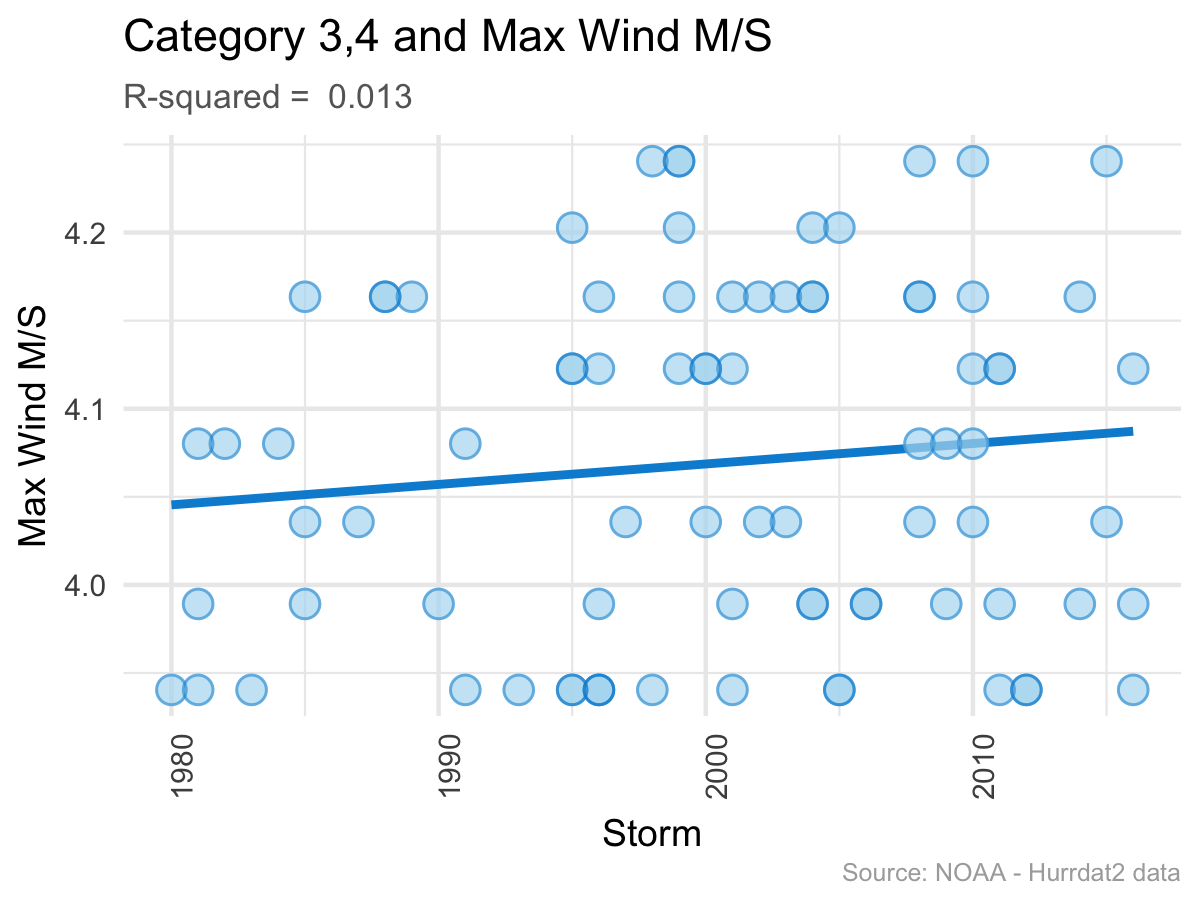 Category 3,4 and Max Wind M/S
R-squared =  0.013
Max Wind M/S
4.2
4.1
4.0
1980
1990
2000
2010
Storm
Source: NOAA - Hurrdat2 data